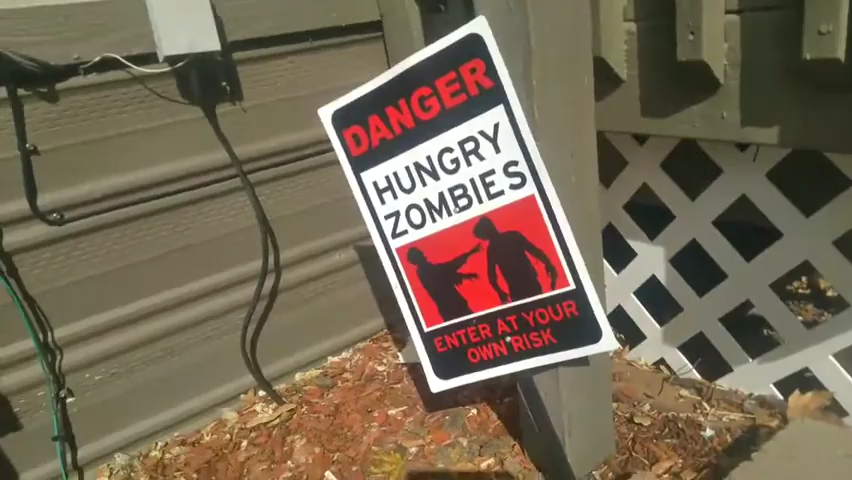 DANGER
HUNGRY
ZOMBIES
ENTER AT YOUR
OWN RISK